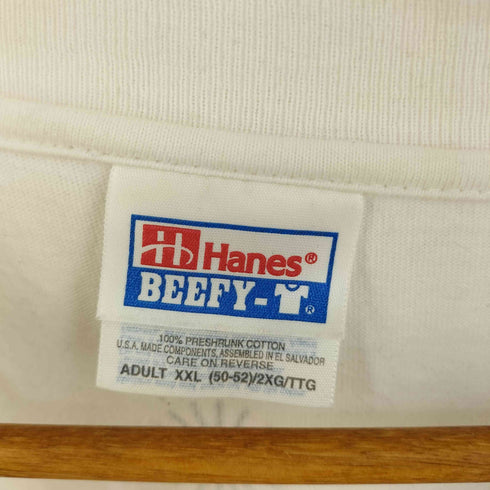 Hanes®
BEEFY-T®
100% PRESHRUNK COTTON
U.S.A. MADE COMPONENTS, ASSEMBLED IN EL SALVADOR
CARE ON REVERSE
ADULT XXL (50-52)/2XG/TTG